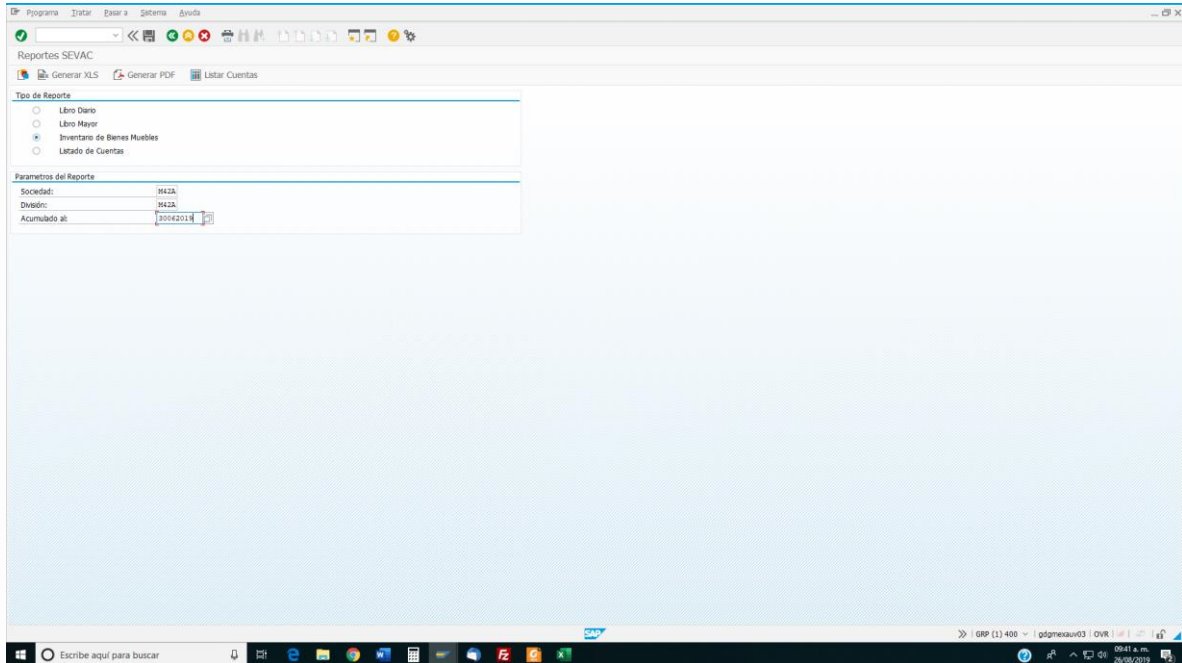 Programa Tratar Pasar a Sistema Ayuda
Reportes SEVAC
Generar XLS Generar PDF Listar Cuentas
Tipo de Reporte
Libro Diario
Libro Mayor
Inventario de Bienes Muebles
Listado de Cuentas
Parametros del Reporte
Sociedad: M42A
División: M42A
Acumulado al: 30062019
SAP
GRP (1) 400 gdgmexauv03 OVR
Escribe aquí para buscar
09:41 a. m.
26/08/2019